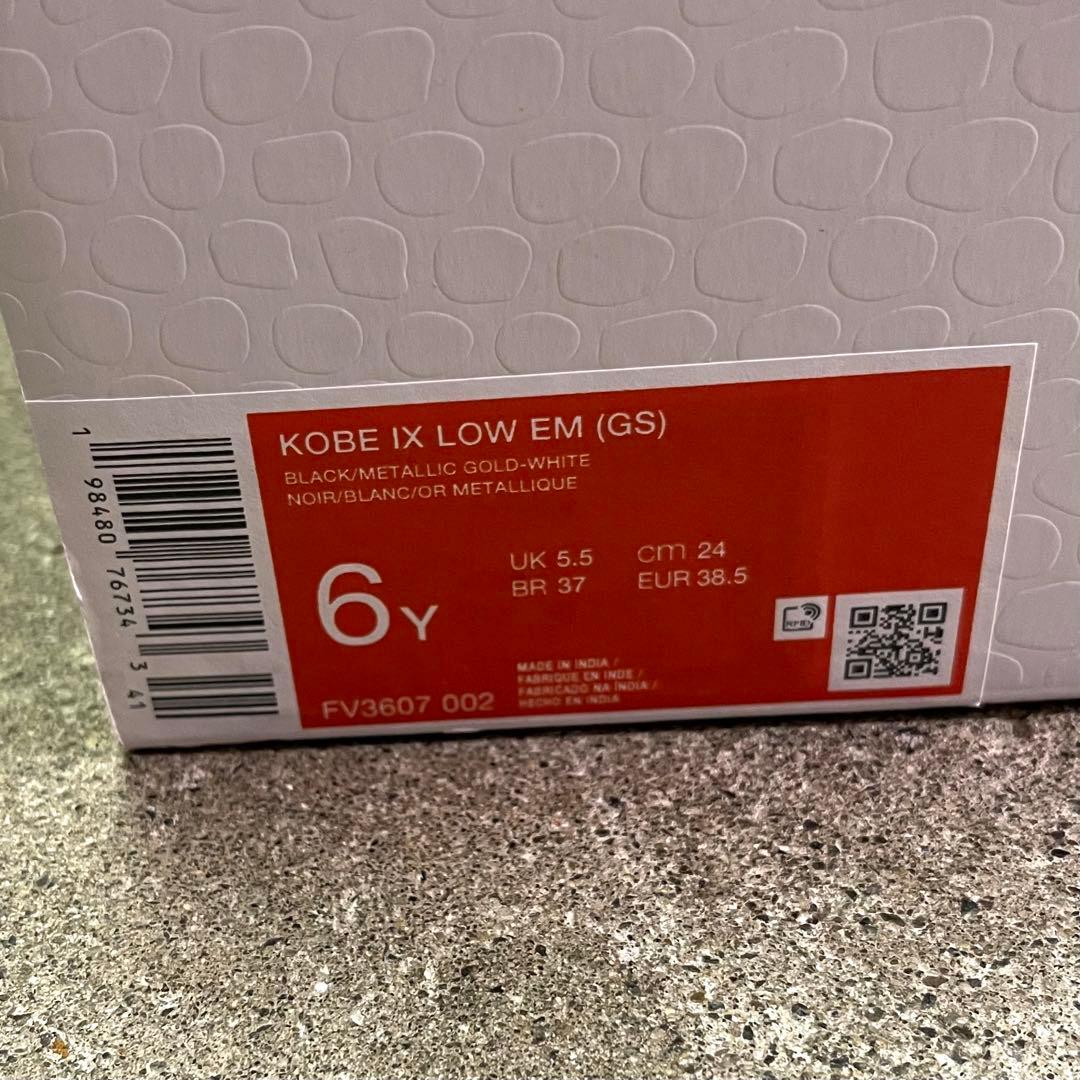 KOBE IX LOW EM (GS)
BLACK/METALLIC GOLD-WHITE
NOIR/BLANC/OR METALLIQUE
6Y
UK 5.5
cm 24
BR 37
EUR 38.5
RFID
MADE IN INDIA /
FABRIQUE EN INDE /
FABRICADO NA ÍNDIA /
HECHO EN INDIA
FV3607 002
1 98480 76734 3 41